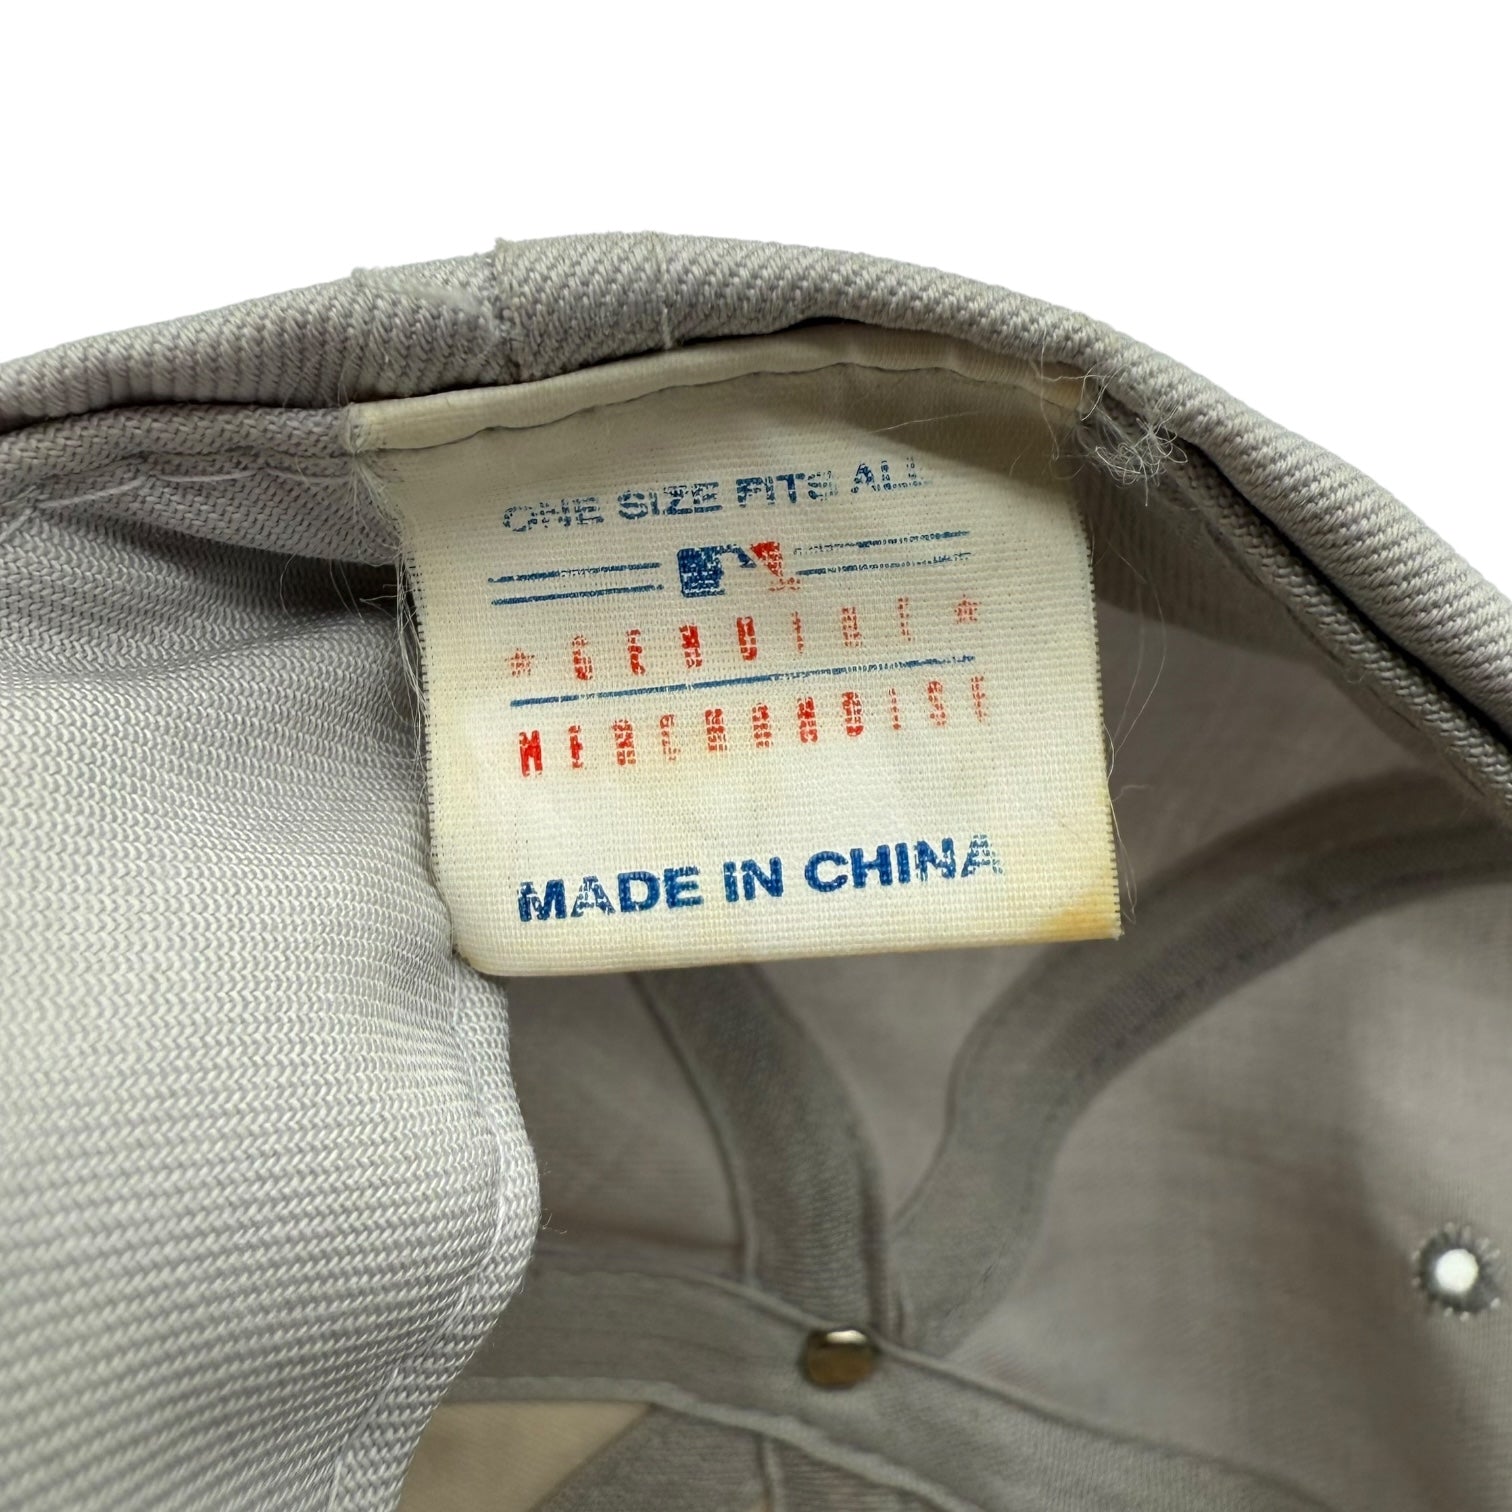 ONE SIZE FITS ALL
* GENUINE *
MERCHANDISE
MADE IN CHINA